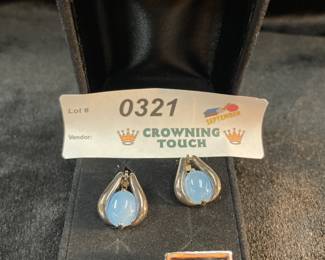 Lot #
0321
SEPTEMBER
Vendor:
CROWNING
TOUCH